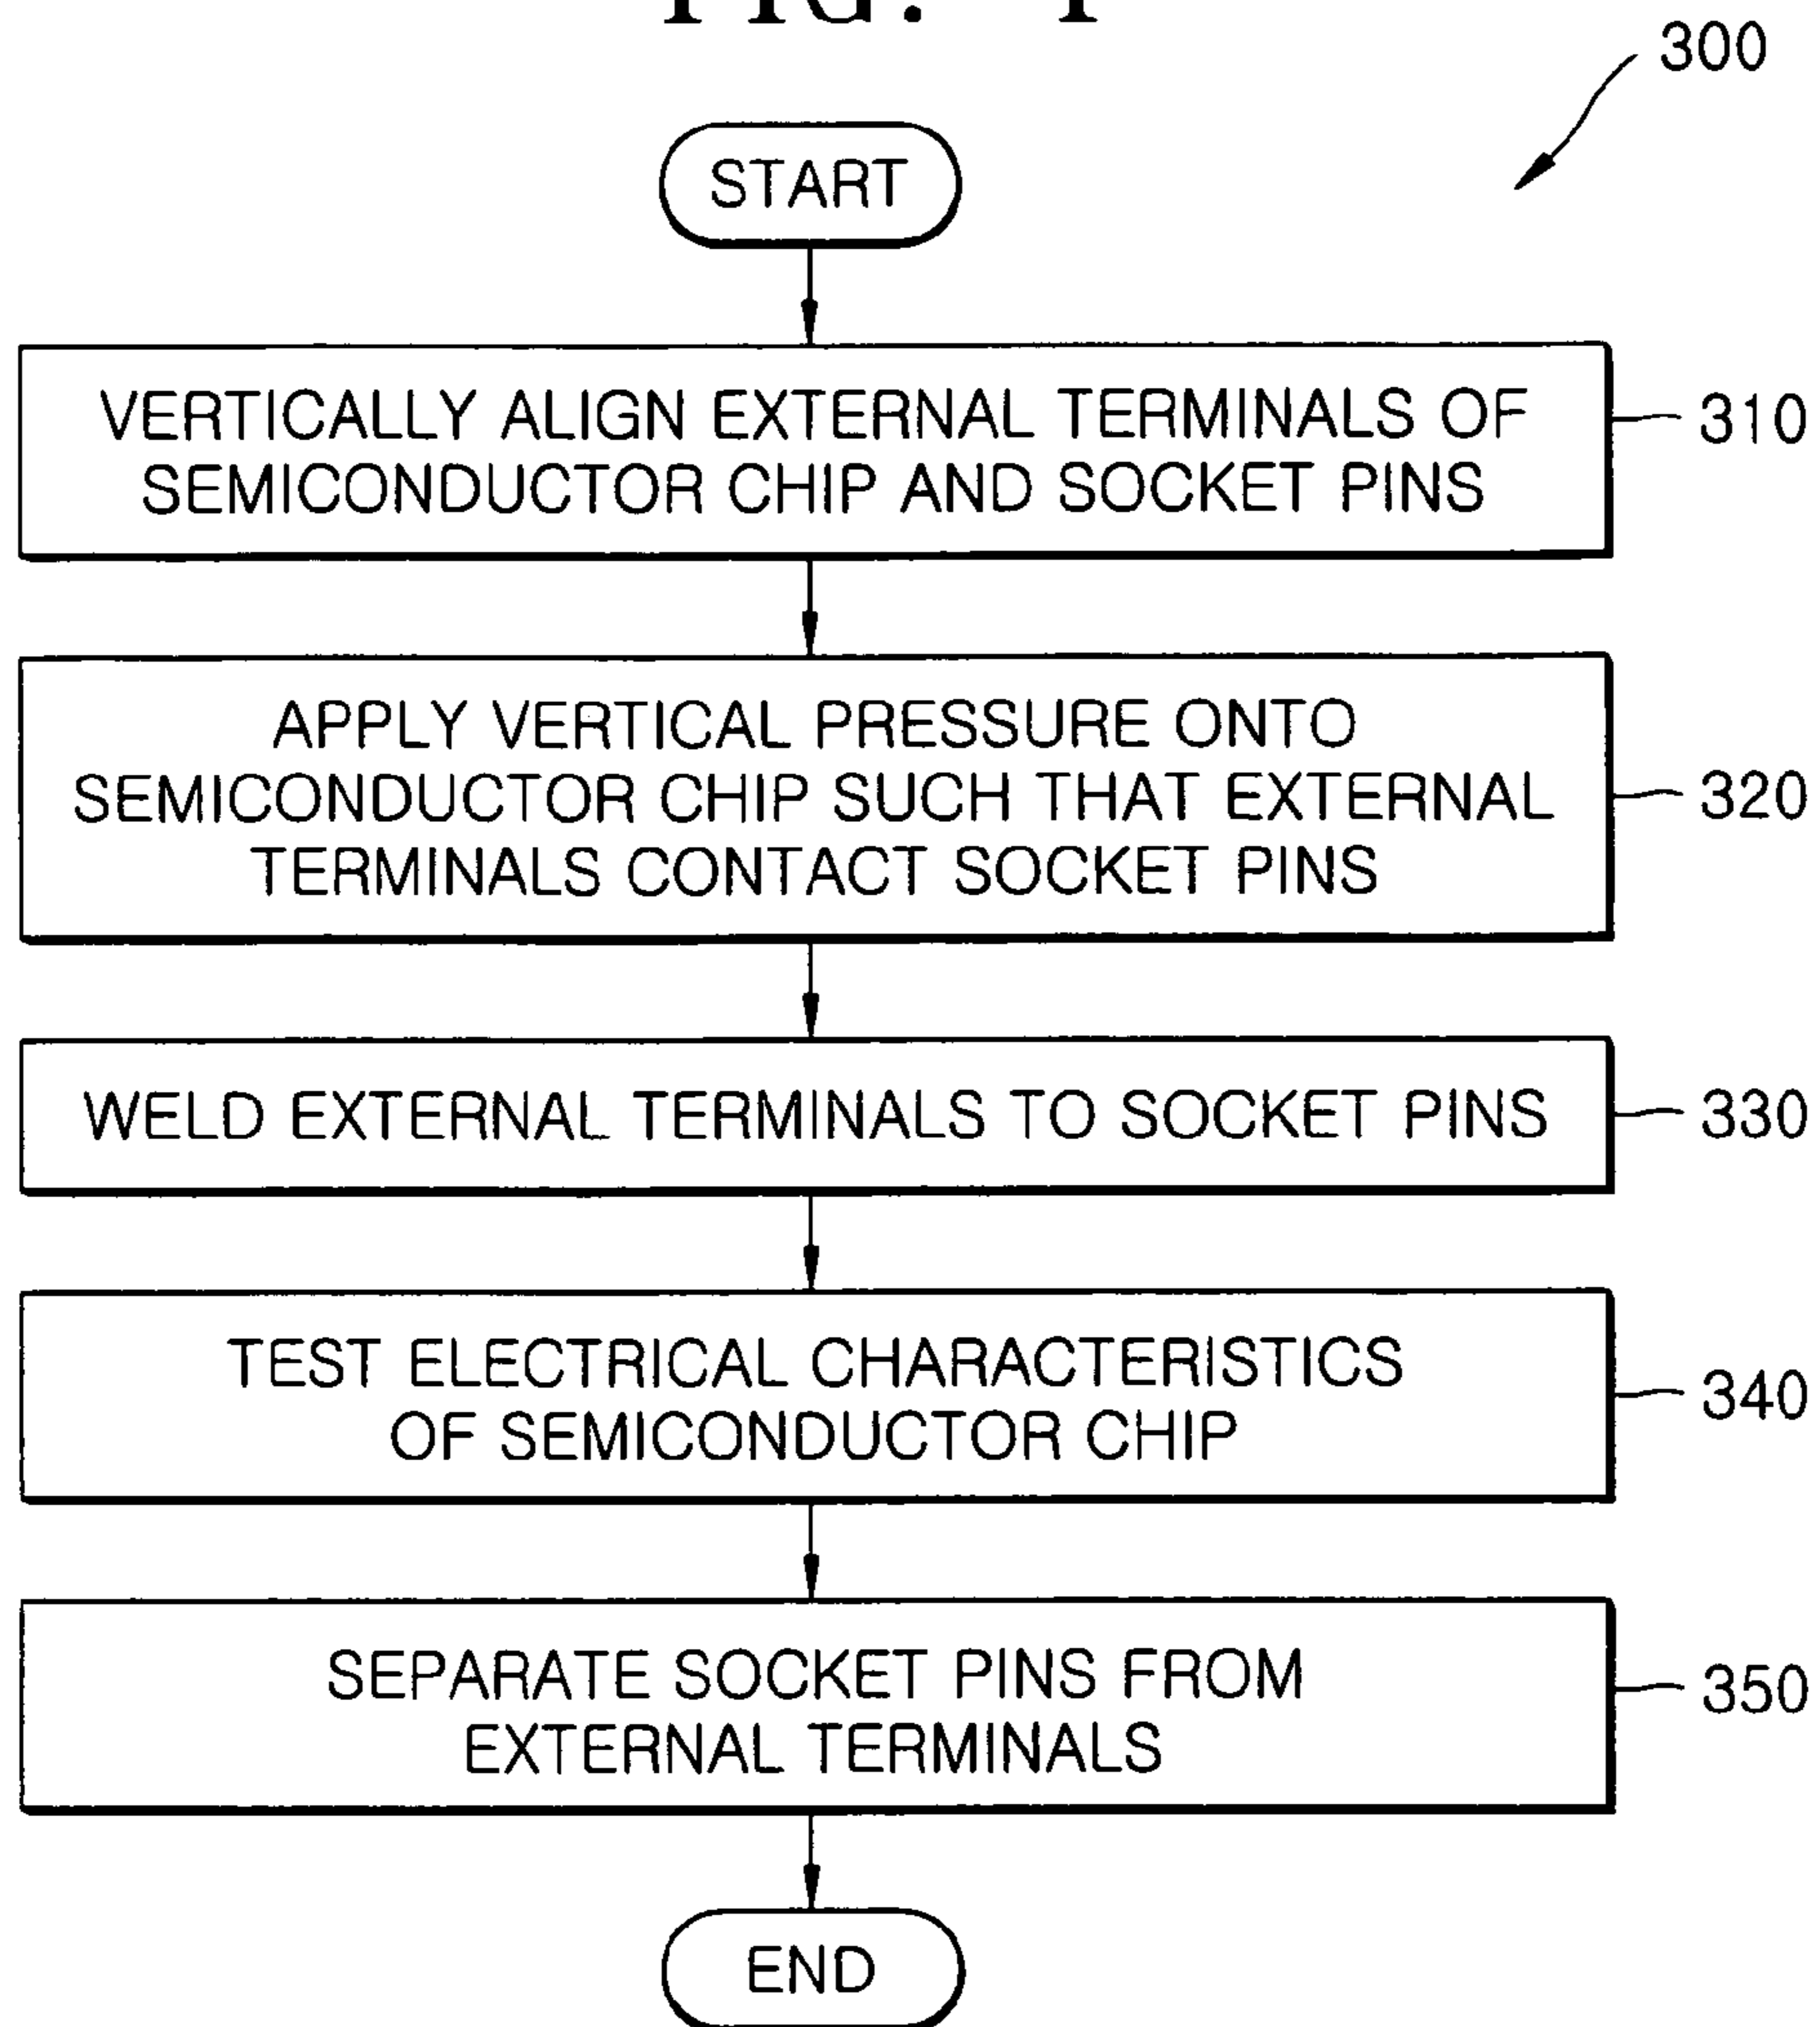 FIG.
300
START
VERTICALLY ALIGN EXTERNAL TERMINALS OF
SEMICONDUCTOR CHIP AND SOCKET PINS
310
APPLY VERTICAL PRESSURE ONTO
SEMICONDUCTOR CHIP SUCH THAT EXTERNAL
TERMINALS CONTACT SOCKET PINS
320
WELD EXTERNAL TERMINALS TO SOCKET PINS
330
TEST ELECTRICAL CHARACTERISTICS
OF SEMICONDUCTOR CHIP
340
SEPARATE SOCKET PINS FROM
EXTERNAL TERMINALS
350
END